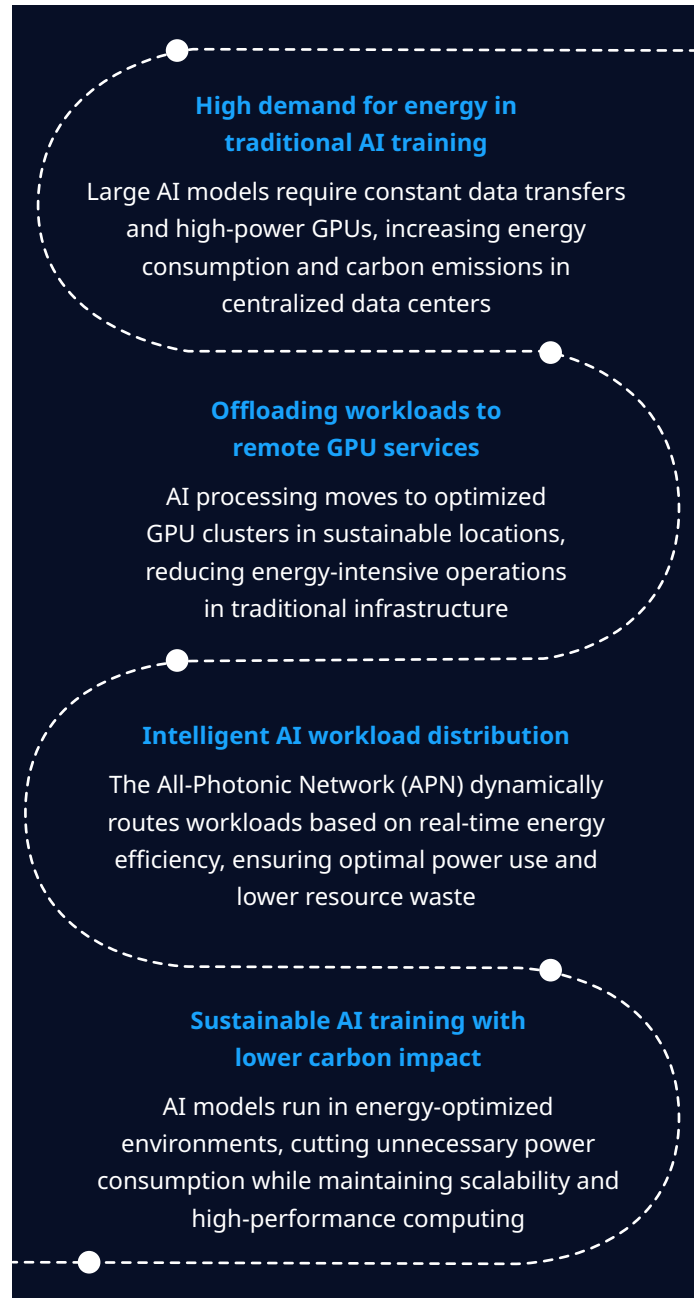 High demand for energy in
traditional AI training
Large AI models require constant data transfers
and high-power GPUs, increasing energy
consumption and carbon emissions in
centralized data centers
Offloading workloads to
remote GPU services
AI processing moves to optimized
GPU clusters in sustainable locations,
reducing energy-intensive operations
in traditional infrastructure
Intelligent AI workload distribution
The All-Photonic Network (APN) dynamically
routes workloads based on real-time energy
efficiency, ensuring optimal power use and
lower resource waste
Sustainable AI training with
lower carbon impact
AI models run in energy-optimized
environments, cutting unnecessary power
consumption while maintaining scalability and
high-performance computing